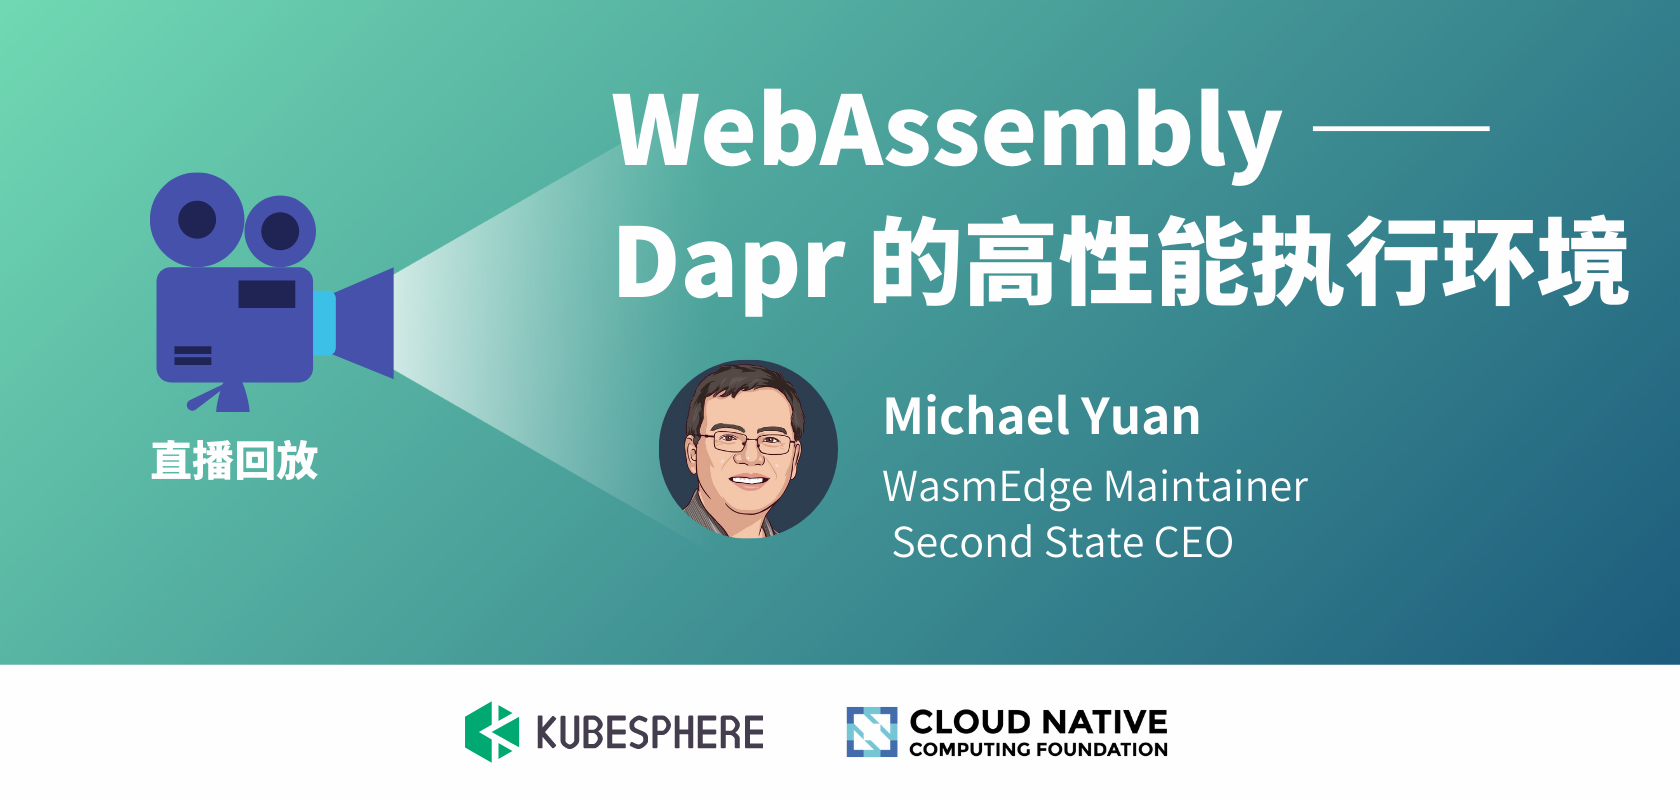 WebAssembly ——
Dapr 的高性能执行环境
直播回放
Michael Yuan
WasmEdge Maintainer
Second State CEO
KUBESPHERE
CLOUD NATIVE
COMPUTING FOUNDATION